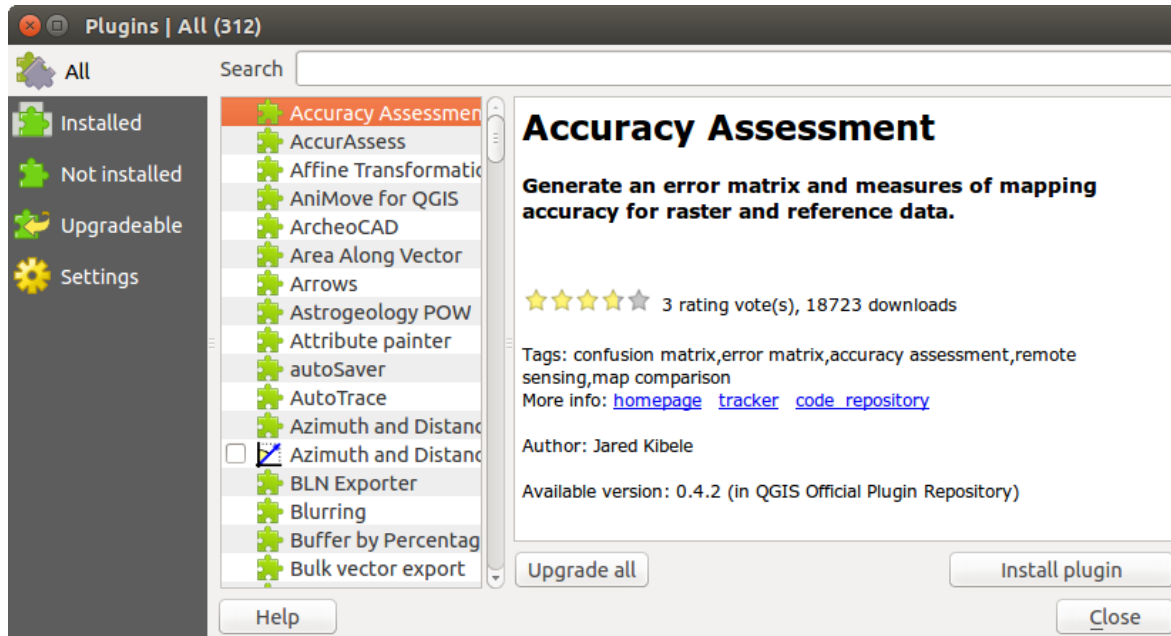 Plugins | All (312)
All
Installed
Not installed
Upgradeable
Settings
Search
Accuracy Assessmen
AccurAssess
Affine Transformatic
AniMove for QGIS
ArcheoCAD
Area Along Vector
Arrows
Astrogeology POW
Attribute painter
autoSaver
AutoTrace
Azimuth and Distanc
Azimuth and Distanc
BLN Exporter
Blurring
Buffer by Percentag
Bulk vector export
Accuracy Assessment
Generate an error matrix and measures of mapping
accuracy for raster and reference data.
3 rating vote(s), 18723 downloads
Tags: confusion matrix,error matrix,accuracy assessment,remote
sensing,map comparison
More info: homepage tracker code_repository
Author: Jared Kibele
Available version: 0.4.2 (in QGIS Official Plugin Repository)
Upgrade all
Install plugin
Help
Close